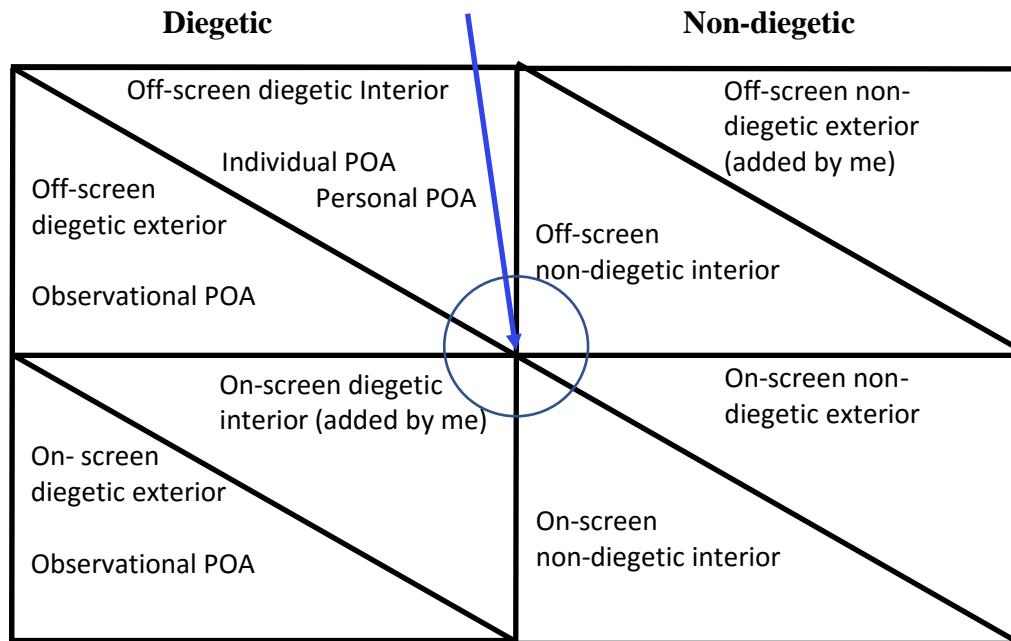 Diegetic
Non-diegetic
Off-screen diegetic Interior
Individual POA
Personal POA
Off-screen
diegetic exterior
Observational POA
Off-screen non-
diegetic exterior
(added by me)
Off-screen
non-diegetic interior
On-screen diegetic
interior (added by me)
On- screen
diegetic exterior
Observational POA
On-screen non-
diegetic exterior
On-screen
non-diegetic interior